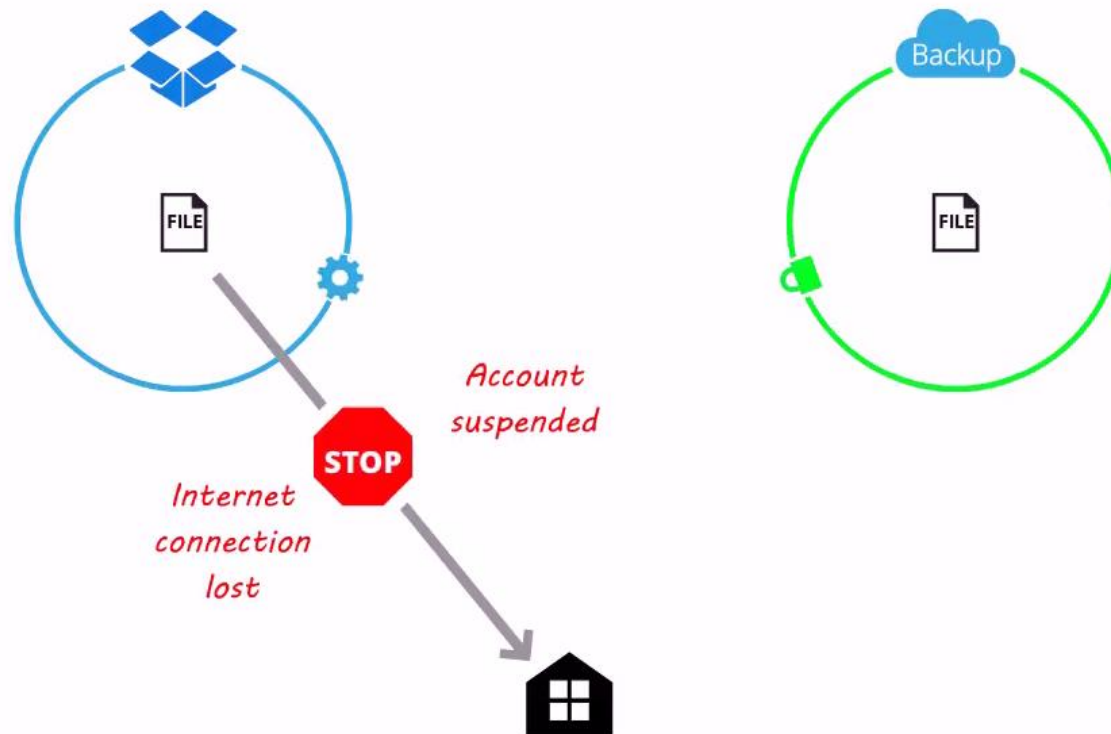 Backup
FILE
FILE
Account
suspended
STOP
Internet
connection
lost